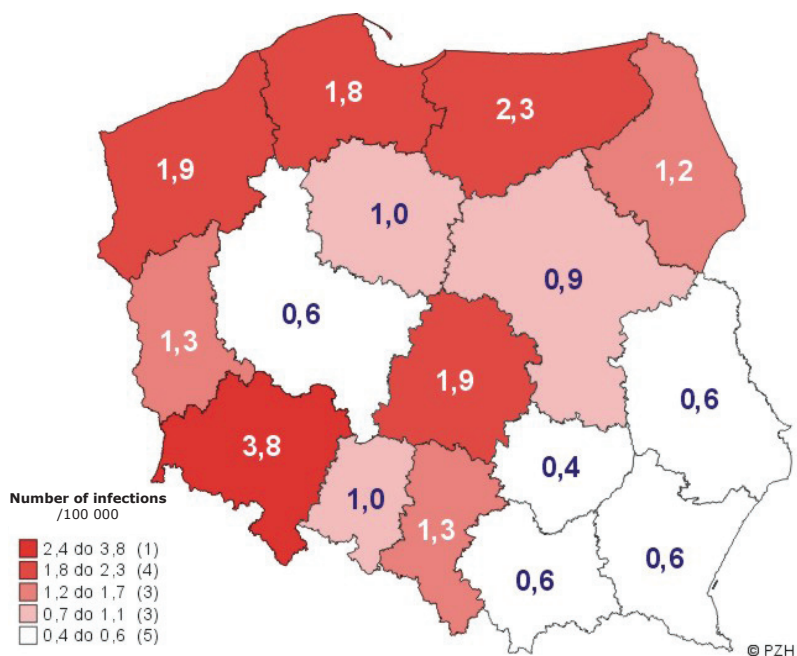 1,8
2,3
1,9
1,2
1,0
0,9
0,6
1,3
1,9
0,6
3,8
0,4
1,0
1,3
0,6
0,6
Number of infections
/100 000
2,4 do 3,8 (1)
1,8 do 2,3 (4)
1,2 do 1,7 (3)
0,7 do 1,1 (3)
0,4 do 0,6 (5)
© PZH